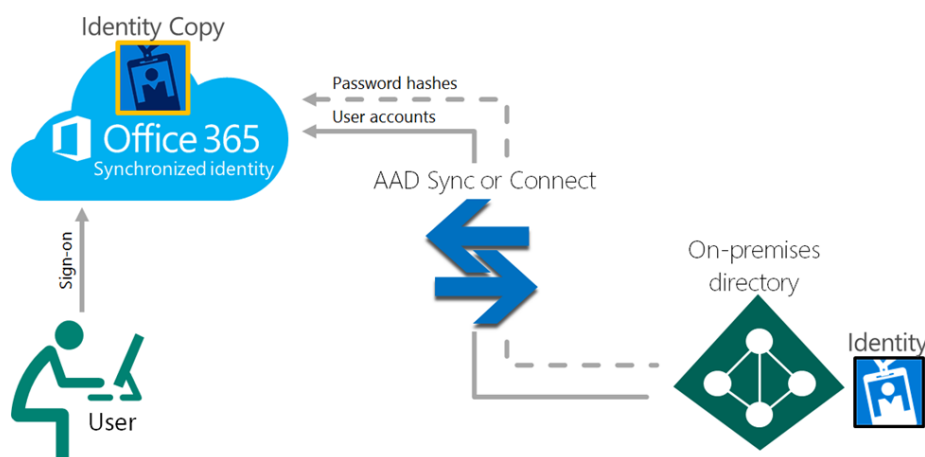 Identity Copy
Office 365
Synchronized identity
Password hashes
User accounts
AAD Sync or Connect
Sign-on
User
On-premises
directory
Identity